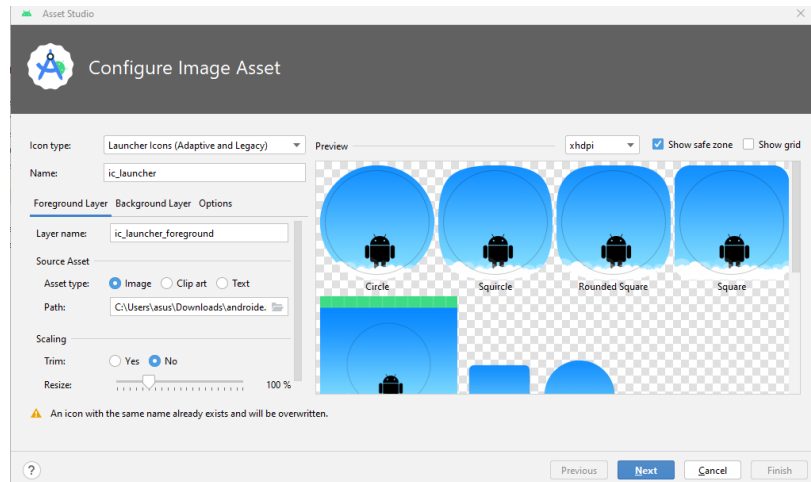 Asset Studio
Configure Image Asset
Icon type: Launcher Icons (Adaptive and Legacy)
Preview xhdpi Show safe zone Show grid
Name: ic_launcher
Foreground Layer Background Layer Options
Layer name: ic_launcher_foreground
Source Asset
Asset type: Image Clip art Text
Circle Squircle Rounded Square Square
Path: C:\Users\asus\Downloads\androide.
Scaling
Trim: Yes No
Resize: 100 %
An icon with the same name already exists and will be overwritten.
? Previous Next Cancel Finish